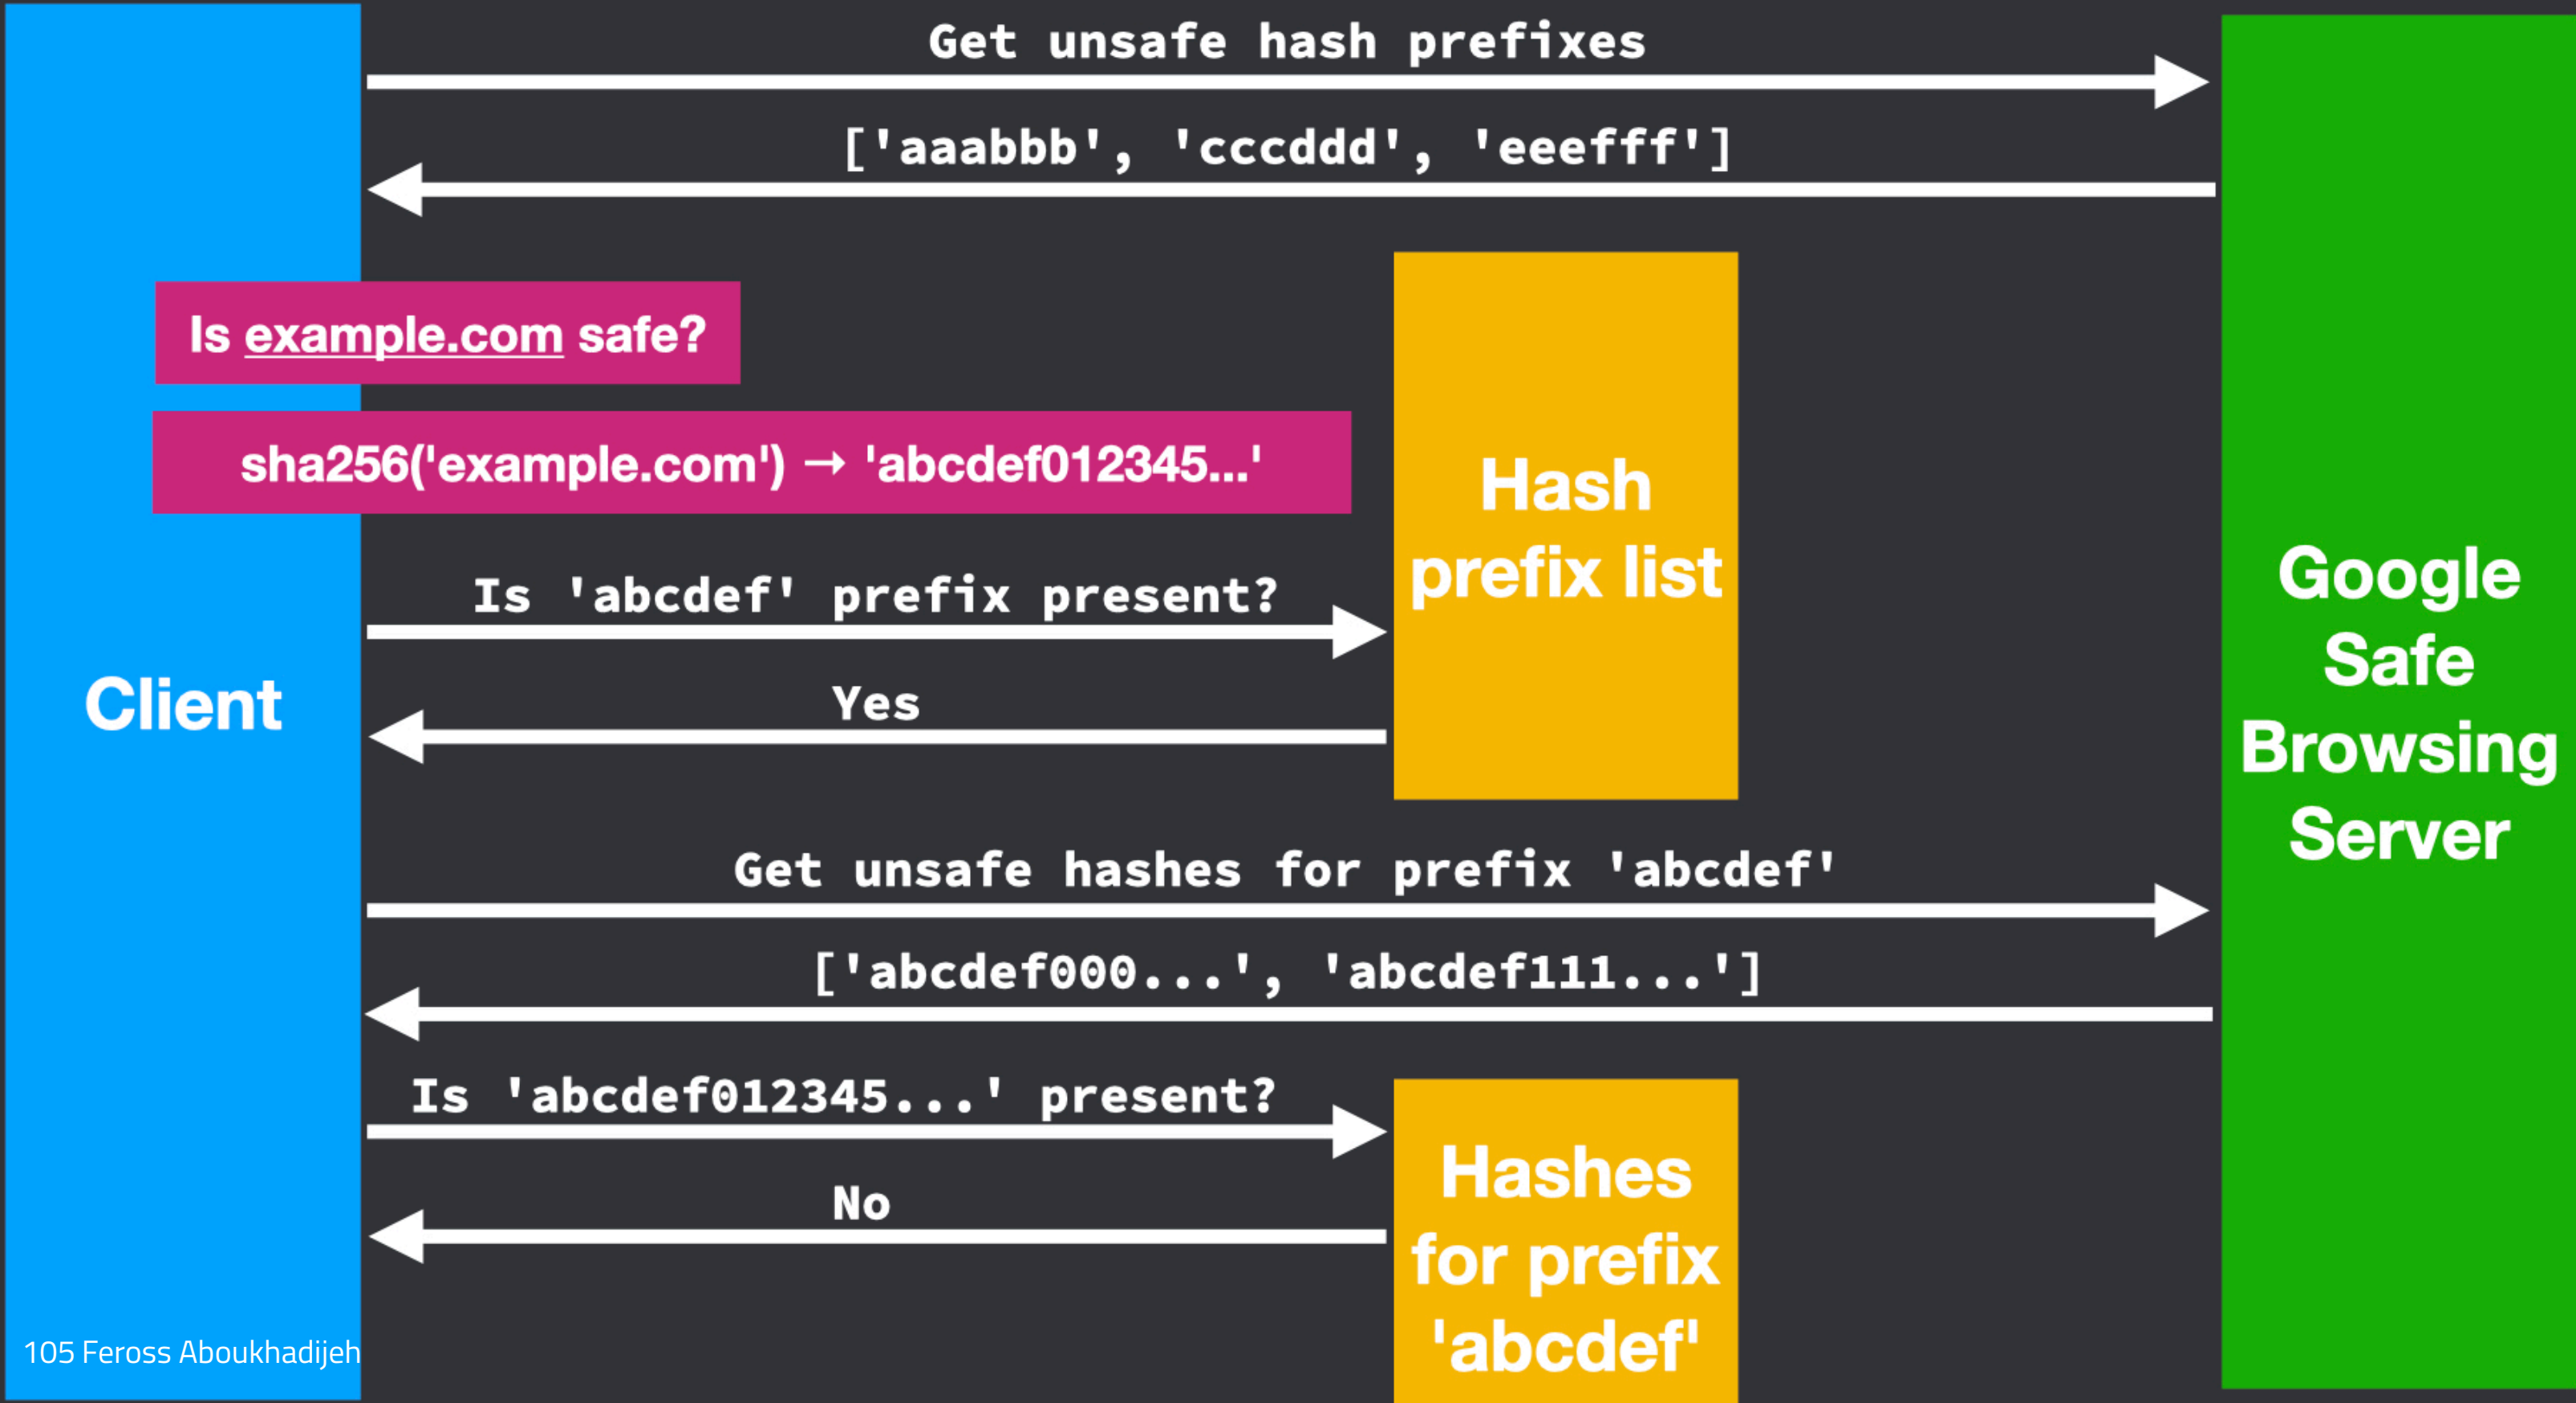 Get unsafe hash prefixes
['aaabbb', 'cccddd', 'eeefff']
Is example.com safe?
sha256('example.com') → 'abcdef012345...'
Hash
prefix list
Is 'abcdef' prefix present?
Yes
Client
Google
Safe
Browsing
Server
Get unsafe hashes for prefix 'abcdef'
['abcdef000...', 'abcdef111...']
Is 'abcdef012345...' present?
No
Hashes
for prefix
'abcdef'
105 Feross Aboukhadijeh